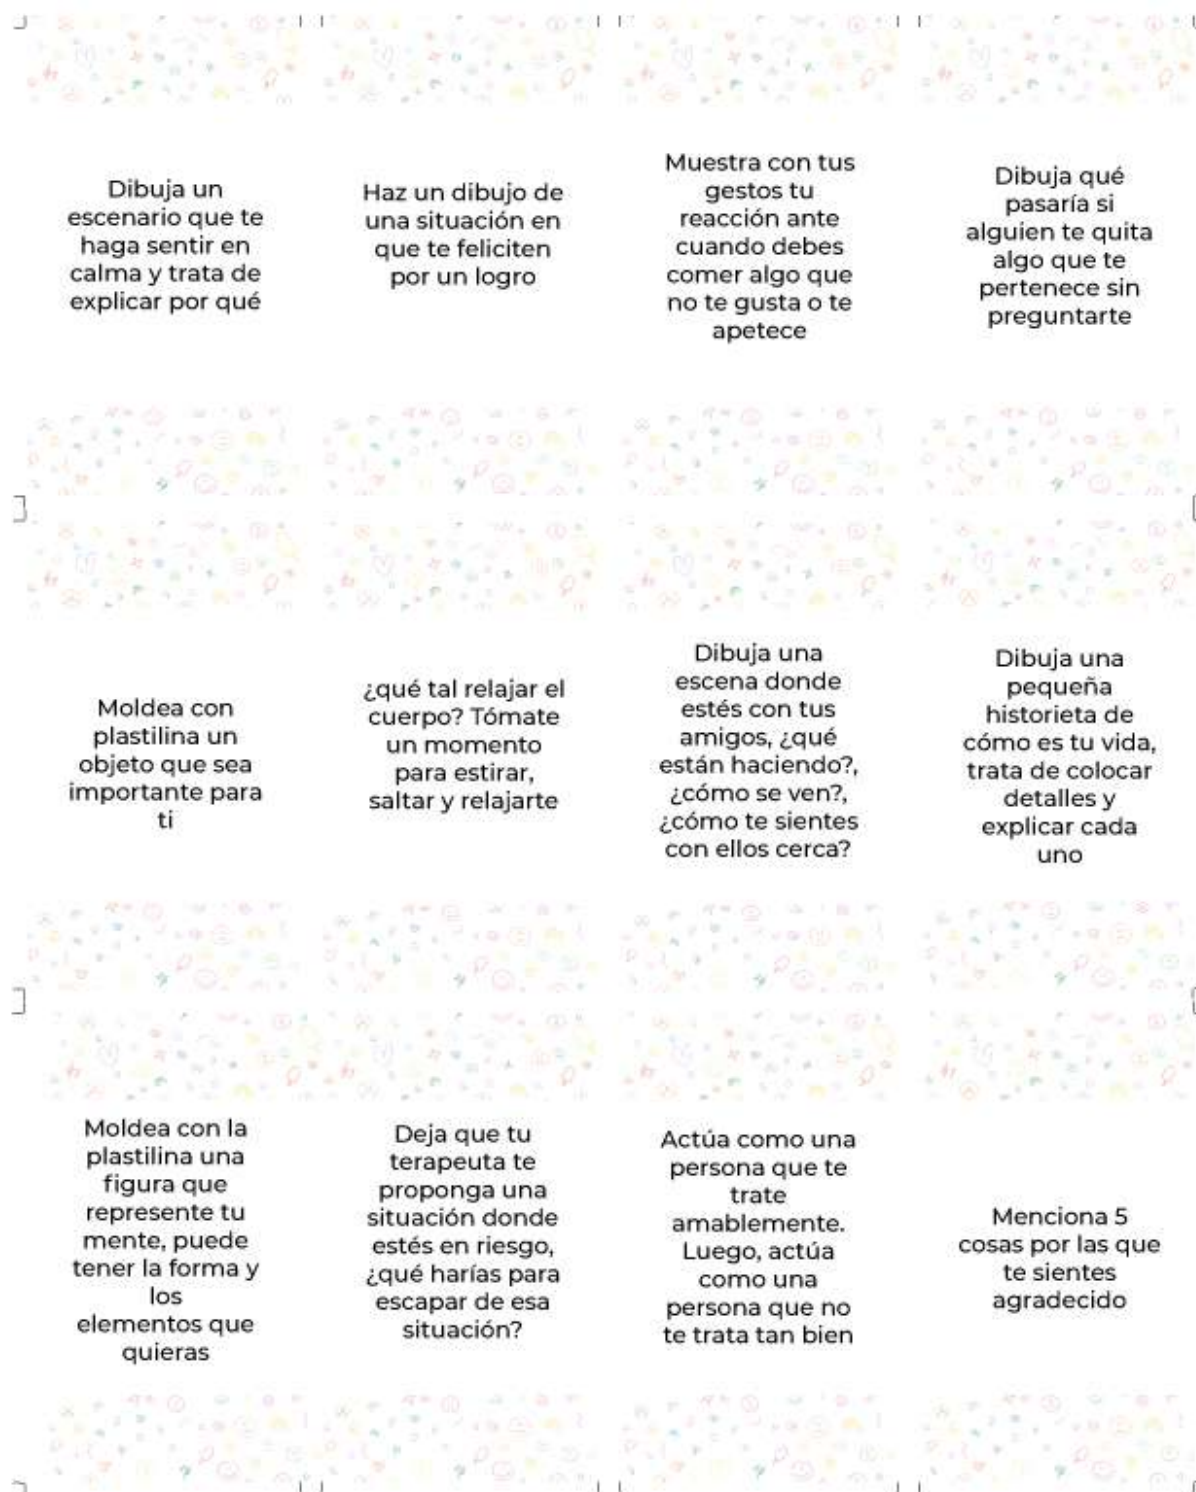 Dibuja un
escenario que te
haga sentir en
calma y trata de
explicar por qué
Haz un dibujo de
una situación en
que te feliciten
por un logro
Muestra con tus
gestos tu
reacción ante
cuando debes
comer algo que
no te gusta o te
apetece
Dibuja qué
pasaría si
alguien te quita
algo que te
pertenece sin
preguntarte
Moldea con
plastilina un
objeto que sea
importante para
ti
¿qué tal relajar el
cuerpo? Tómate
un momento
para estirar,
saltar y relajarte
Dibuja una
escena donde
estés con tus
amigos, ¿qué
están haciendo?,
¿cómo se ven?,
¿cómo te sientes
con ellos cerca?
Dibuja una
pequeña
historieta de
cómo es tu vida,
trata de colocar
detalles y
explicar cada
uno
Moldea con la
plastilina una
figura que
represente tu
mente, puede
tener la forma y
los
elementos que
quieras
Deja que tu
terapeuta te
proponga una
situación donde
estés en riesgo,
¿qué harías para
escapar de esa
situación?
Actúa como una
persona que te
trate
amablemente.
Luego, actúa
como una
persona que no
te trata tan bien
Menciona 5
cosas por las que
te sientes
agradecido